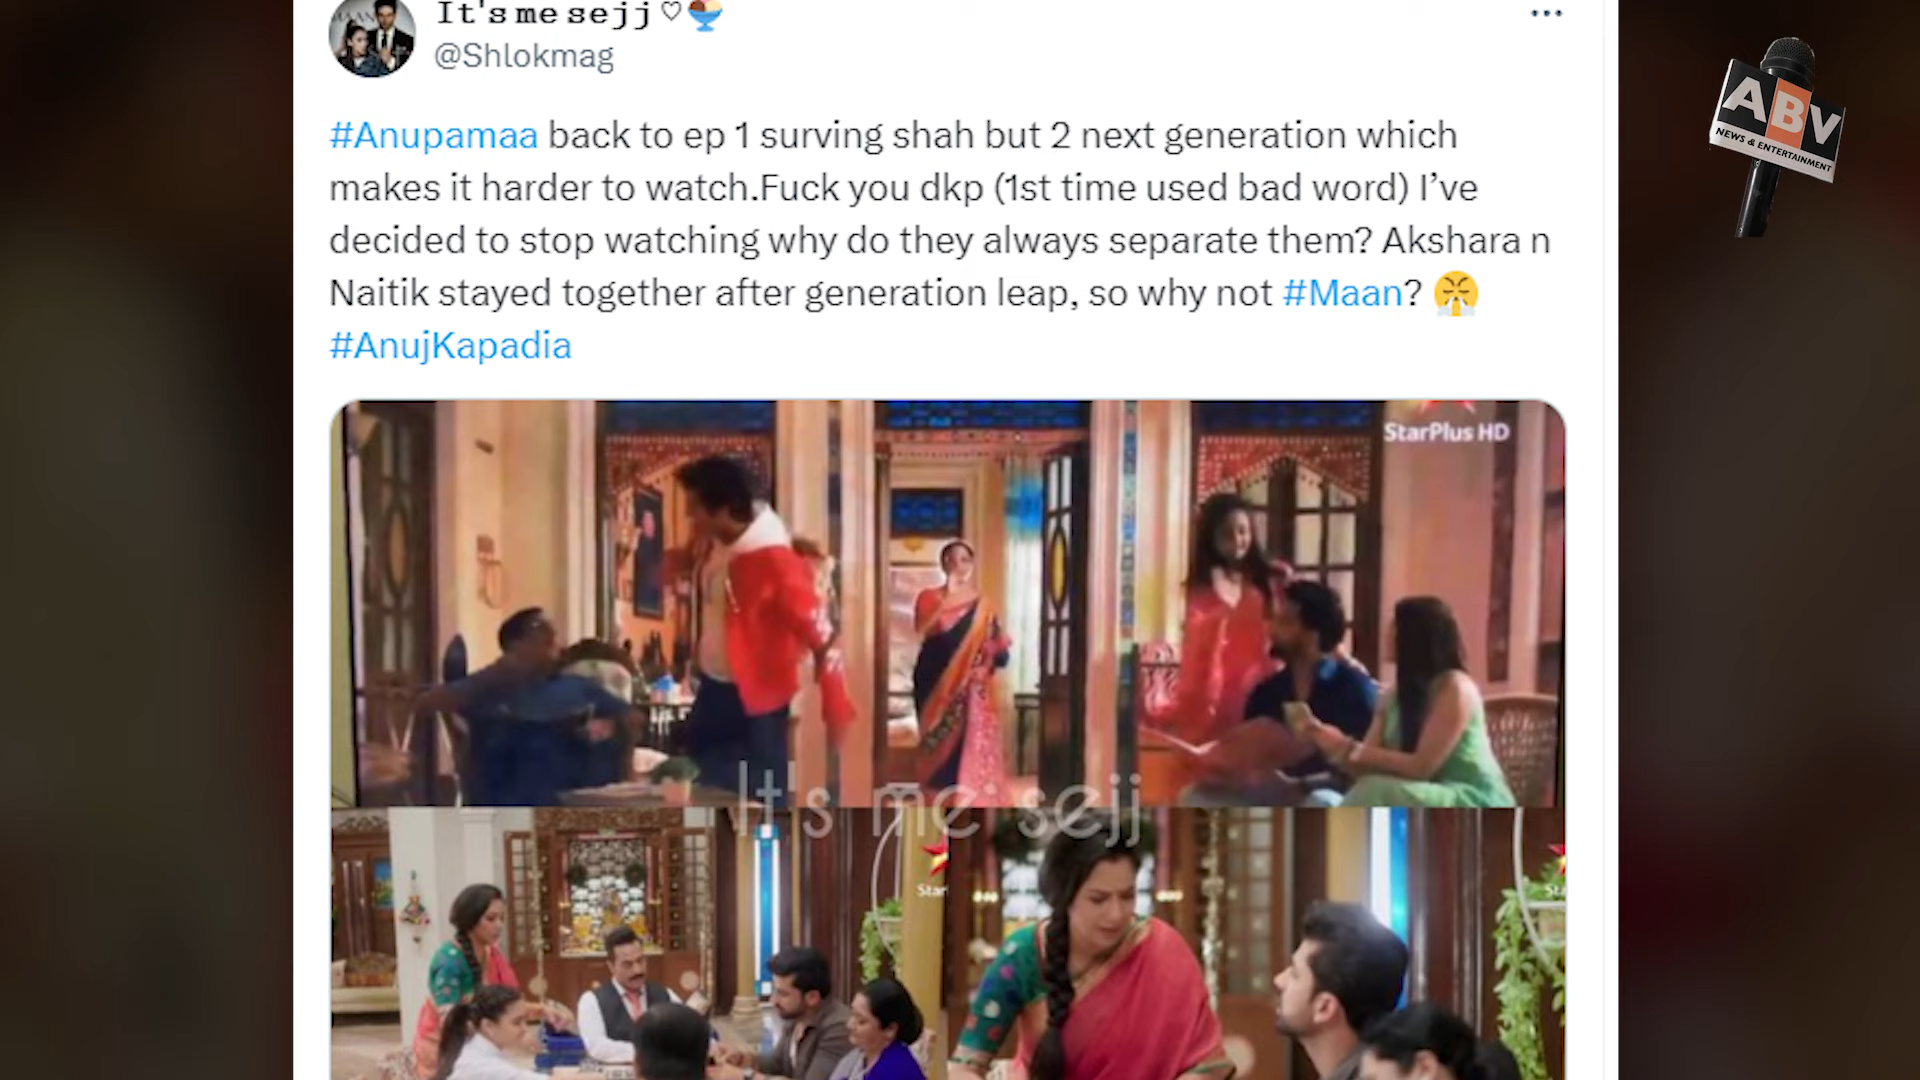 It's me sejj ♡🍨
@Shlokmag
#Anupamaa back to ep 1 surving shah but 2 next generation which
makes it harder to watch.Fuck you dkp (1st time used bad word) I’ve
decided to stop watching why do they always separate them? Akshara n
Naitik stayed together after generation leap, so why not #Maan? 😤
#AnujKapadia
ABV
NEWS & ENTERTAINMENT
StarPlus HD
It's me sejj
Star
St